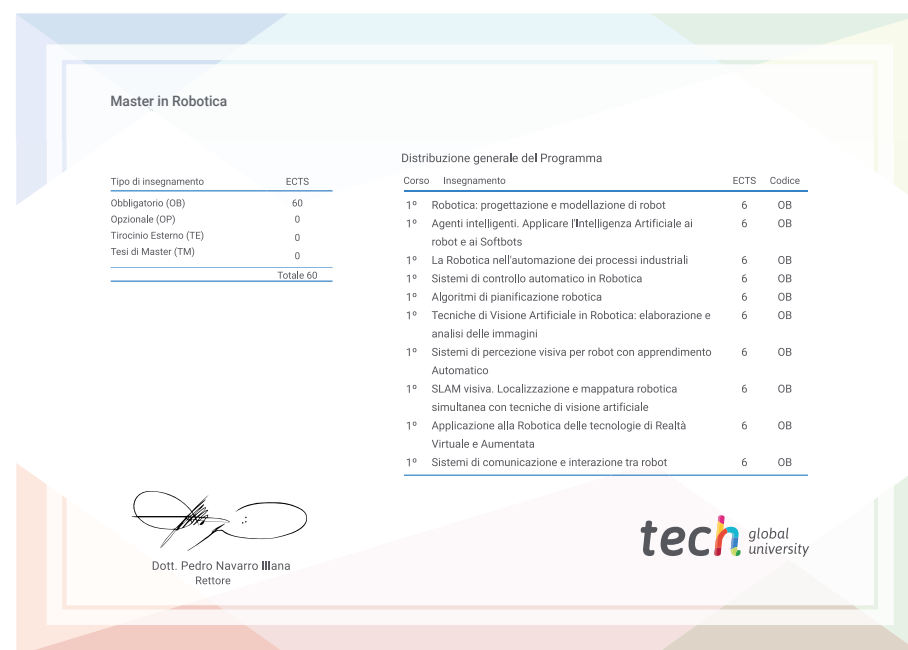 Master in Robotica
Tipo di insegnamento ECTS
Obbligatorio (OB) 60
Opzionale (OP) 0
Tirocinio Esterno (TE) 0
Tesi di Master (TM) 0
Totale 60
Distribuzione generale del Programma
Corso Insegnamento ECTS Codice
1º Robotica: progettazione e modellazione di robot 6 OB
1º Agenti intelligenti. Applicare l'Intelligenza Artificiale ai 6 OB
robot e ai Softbots
1º La Robotica nell'automazione dei processi industriali 6 OB
1º Sistemi di controllo automatico in Robotica 6 OB
1º Algoritmi di pianificazione robotica 6 OB
1º Tecniche di Visione Artificiale in Robotica: elaborazione e 6 OB
analisi delle immagini
1º Sistemi di percezione visiva per robot con apprendimento 6 OB
Automatico
1º SLAM visiva. Localizzazione e mappatura robotica 6 OB
simultanea con tecniche di visione artificiale
1º Applicazione alla Robotica delle tecnologie di Realtà 6 OB
Virtuale e Aumentata
1º Sistemi di comunicazione e interazione tra robot 6 OB
Dott. Pedro Navarro Illana
Rettore
tech global
university